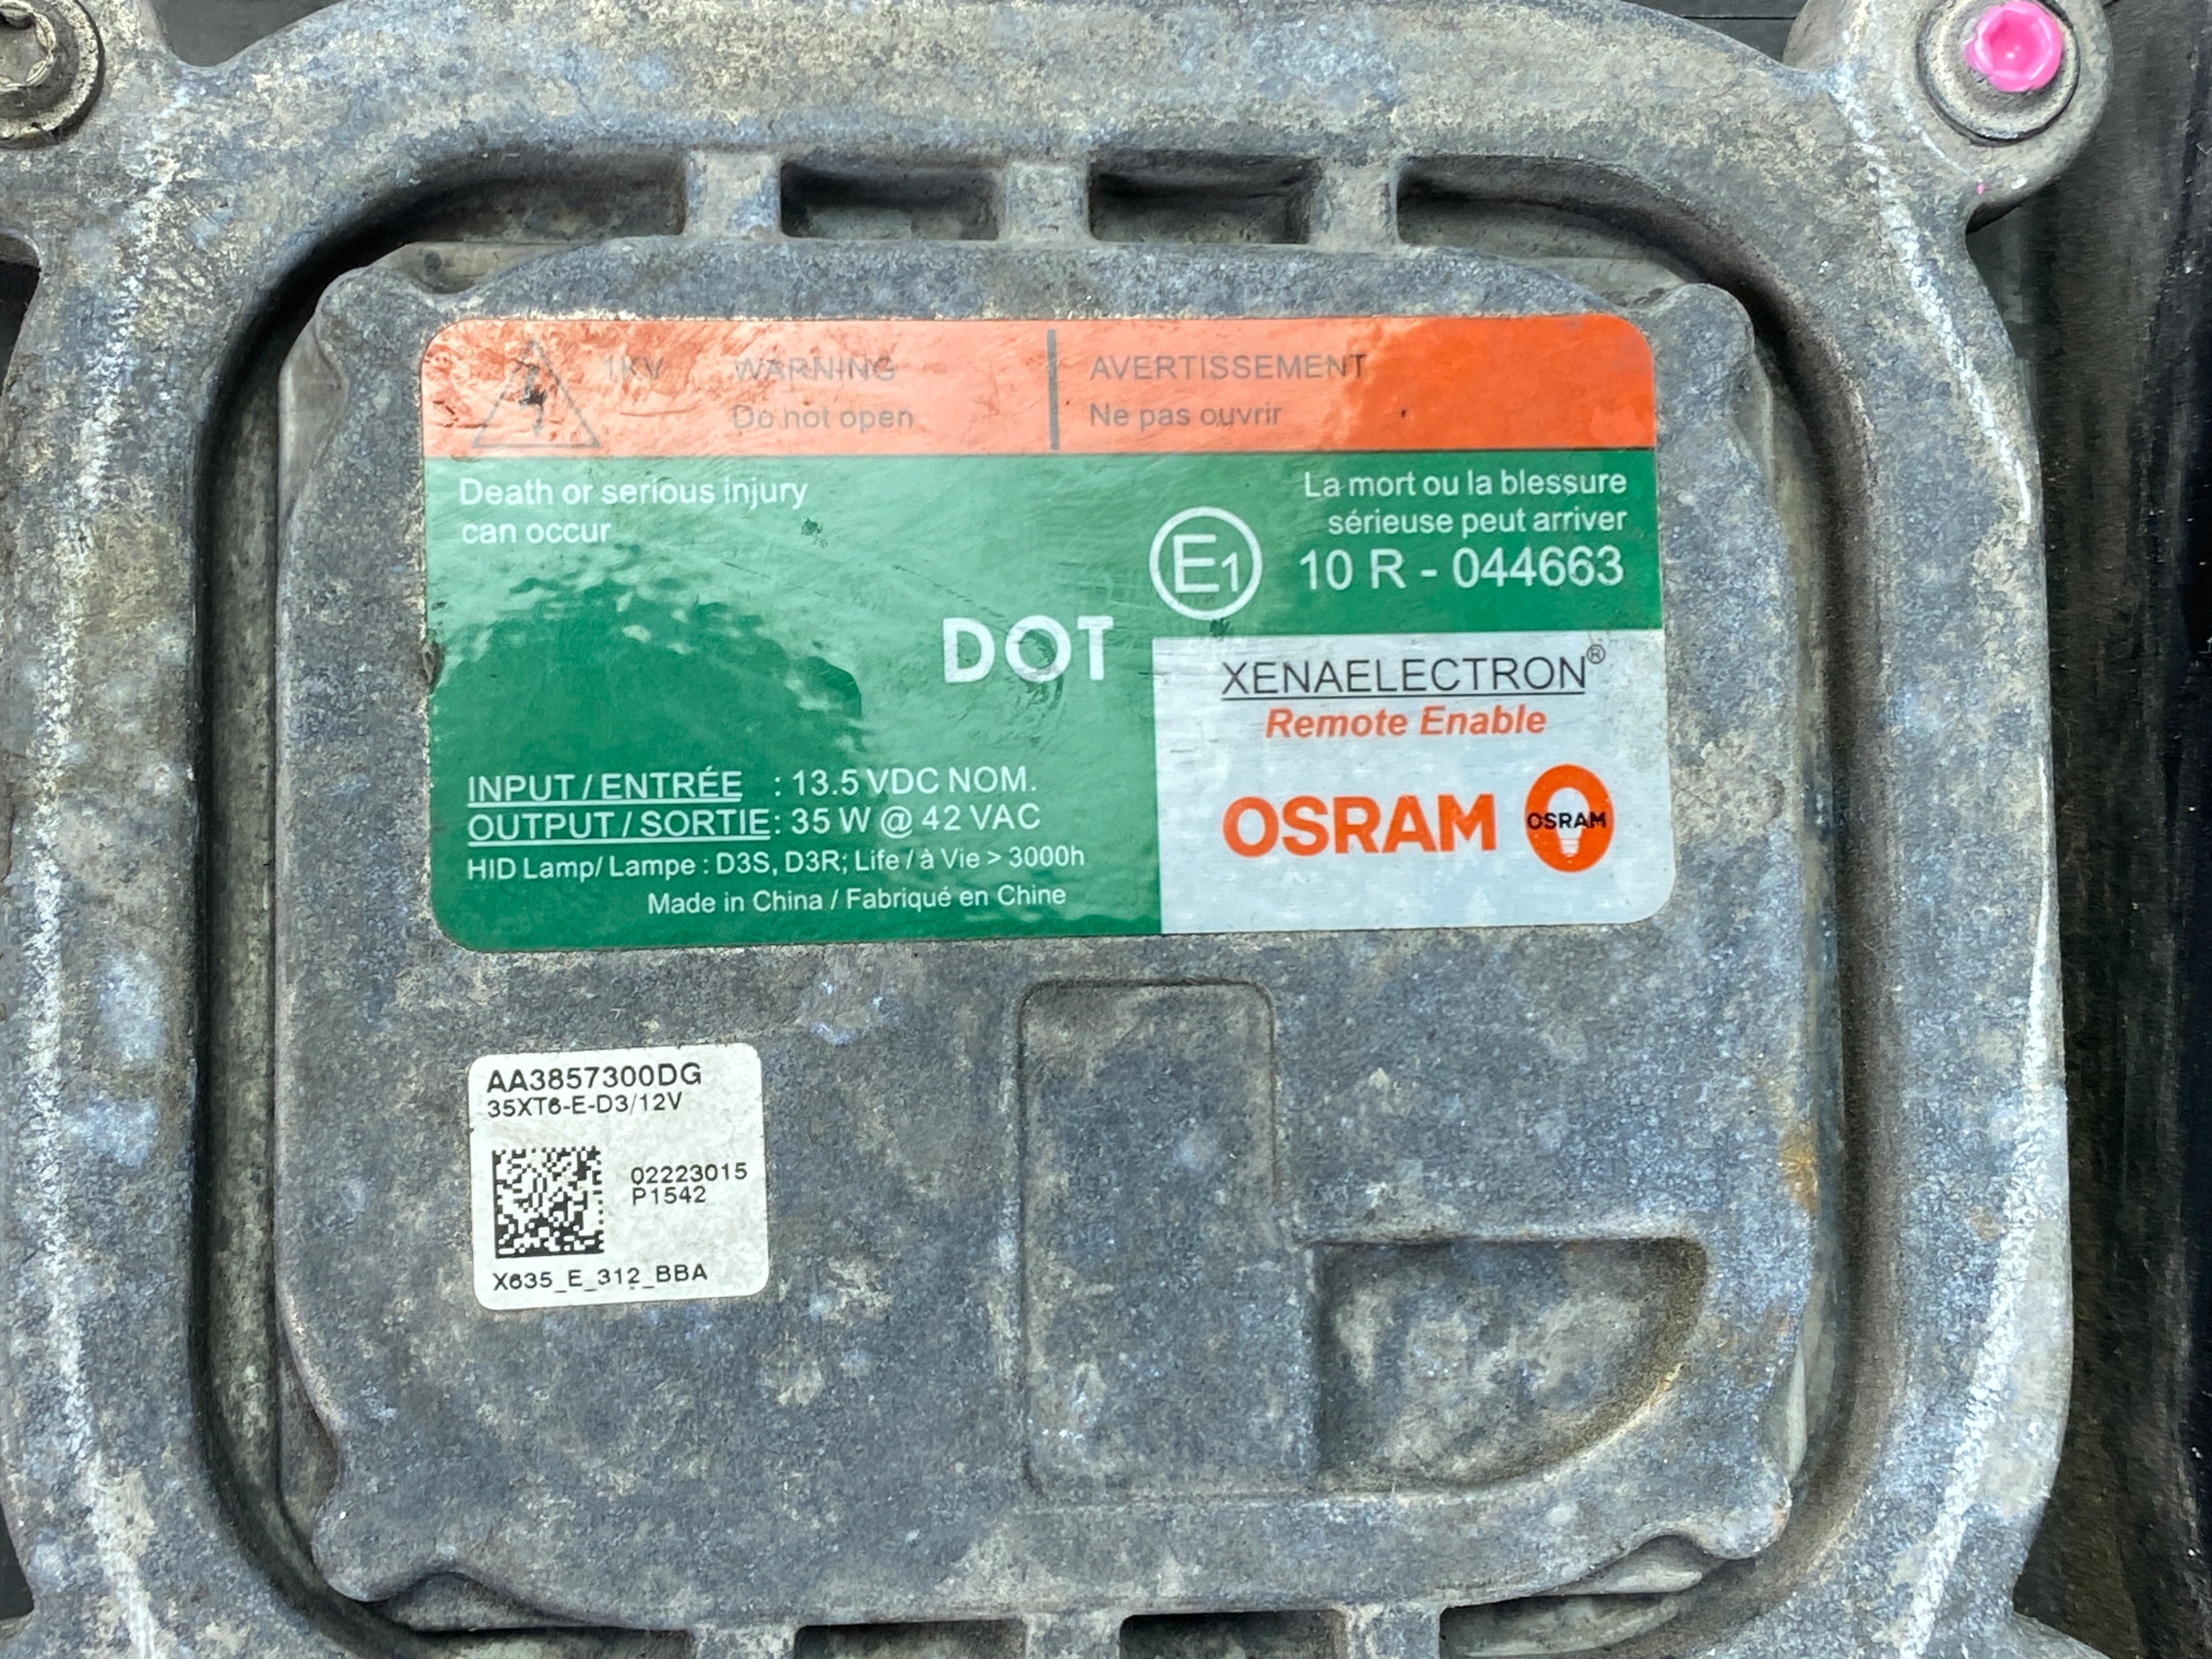 1KV WARNING AVERTISSEMENT
Do not open Ne pas ouvrir
Death or serious injury
can occur
La mort ou la blessure
sérieuse peut arriver
E1 10 R - 044663
DOT
XENAELECTRON®
Remote Enable
OSRAM OSRAM
INPUT / ENTRÉE : 13.5 VDC NOM.
OUTPUT / SORTIE : 35 W @ 42 VAC
HID Lamp/ Lampe : D3S, D3R; Life / à Vie > 3000h
Made in China / Fabriqué en Chine
AA3857300DG
35XT6-E-D3/12V
02223015
P1542
X635_E_312_BBA